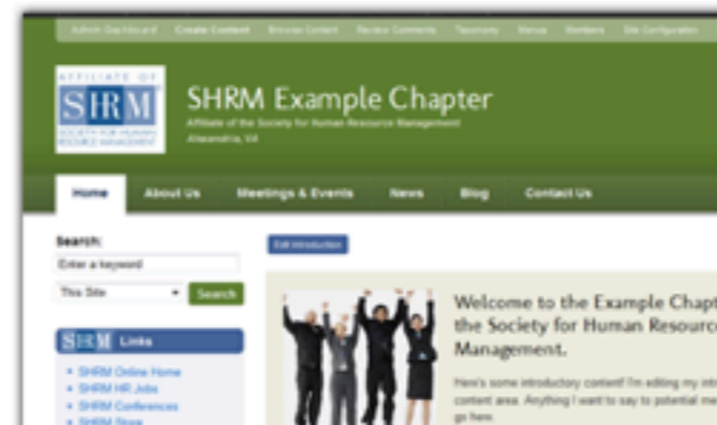 Admin Dashboard Create Content Browse Content Review Comments Taxonomy Menus Members Site Configuration
AFFILIATE OF
SHRM
SOCIETY FOR HUMAN
RESOURCE MANAGEMENT
SHRM Example Chapter
Affiliate of the Society for Human Resource Management
Alexandria, VA
Home About Us Meetings & Events News Blog Contact Us
Search:
Edit Introduction
Enter a keyword
This Site Search
Welcome to the Example Chapt
the Society for Human Resourc
Management.
SHRM Links
SHRM Online Home
SHRM HR Jobs
SHRM Conferences
SHRM Store
Here's some introductory content! I'm editing my intr
content area. Anything I want to say to potential me
go here.